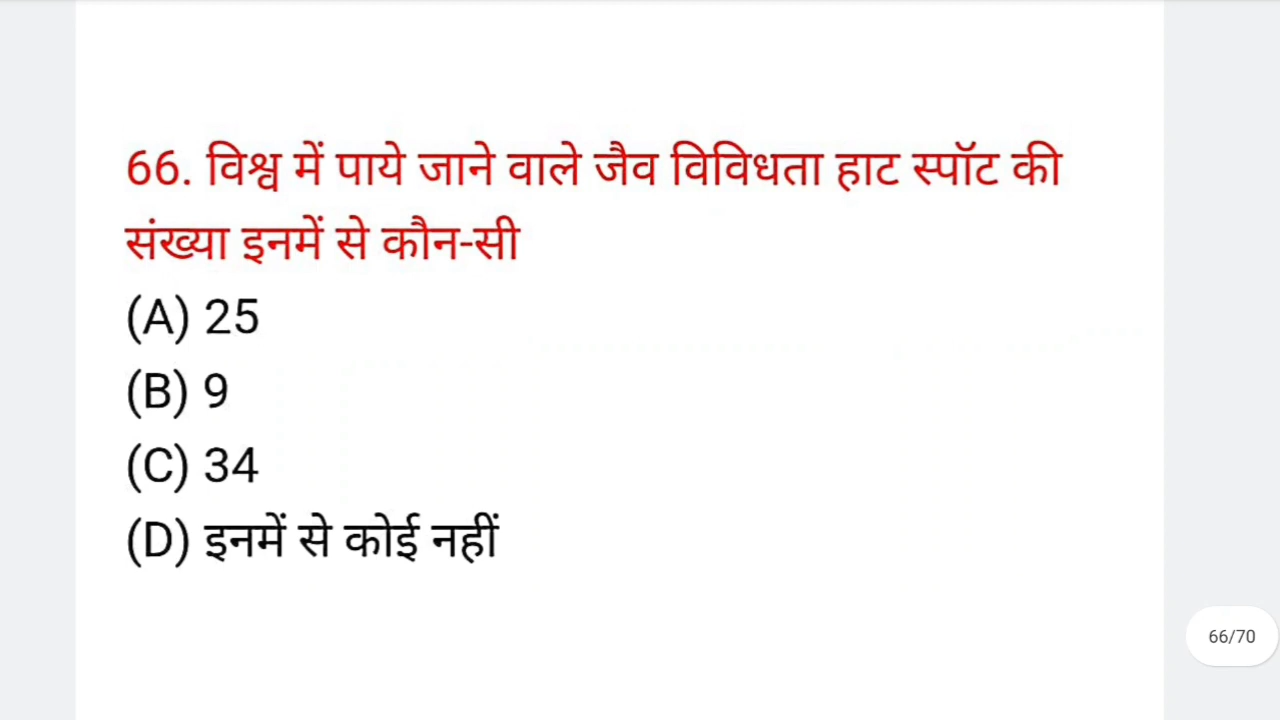 66. विश्व में पाये जाने वाले जैव विविधता हाट स्पॉट की
संख्या इनमें से कौन-सी
(A) 25
(B) 9
(C) 34
(D) इनमें से कोई नहीं
66/70